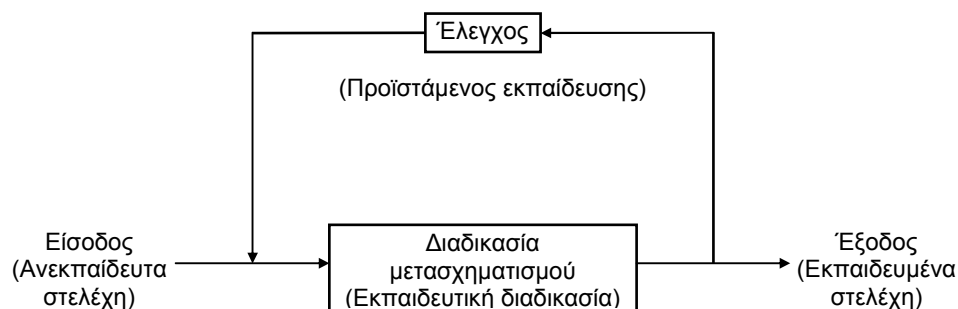 Έλεγχος
(Προϊστάμενος εκπαίδευσης)
Είσοδος
(Ανεκπαίδευτα
στελέχη)
Διαδικασία
μετασχηματισμού
(Εκπαιδευτική διαδικασία)
Έξοδος
(Εκπαιδευμένα
στελέχη)